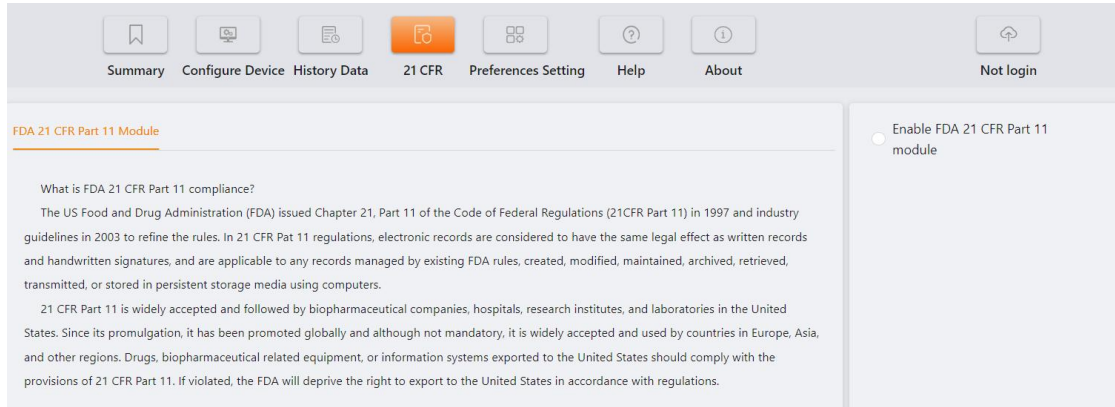 Summary Configure Device History Data 21 CFR Preferences Setting Help About Not login
FDA 21 CFR Part 11 Module
Enable FDA 21 CFR Part 11
module
What is FDA 21 CFR Part 11 compliance?
The US Food and Drug Administration (FDA) issued Chapter 21, Part 11 of the Code of Federal Regulations (21CFR Part 11) in 1997 and industry
guidelines in 2003 to refine the rules. In 21 CFR Pat 11 regulations, electronic records are considered to have the same legal effect as written records
and handwritten signatures, and are applicable to any records managed by existing FDA rules, created, modified, maintained, archived, retrieved,
transmitted, or stored in persistent storage media using computers.
21 CFR Part 11 is widely accepted and followed by biopharmaceutical companies, hospitals, research institutes, and laboratories in the United
States. Since its promulgation, it has been promoted globally and although not mandatory, it is widely accepted and used by countries in Europe, Asia,
and other regions. Drugs, biopharmaceutical related equipment, or information systems exported to the United States should comply with the
provisions of 21 CFR Part 11. If violated, the FDA will deprive the right to export to the United States in accordance with regulations.